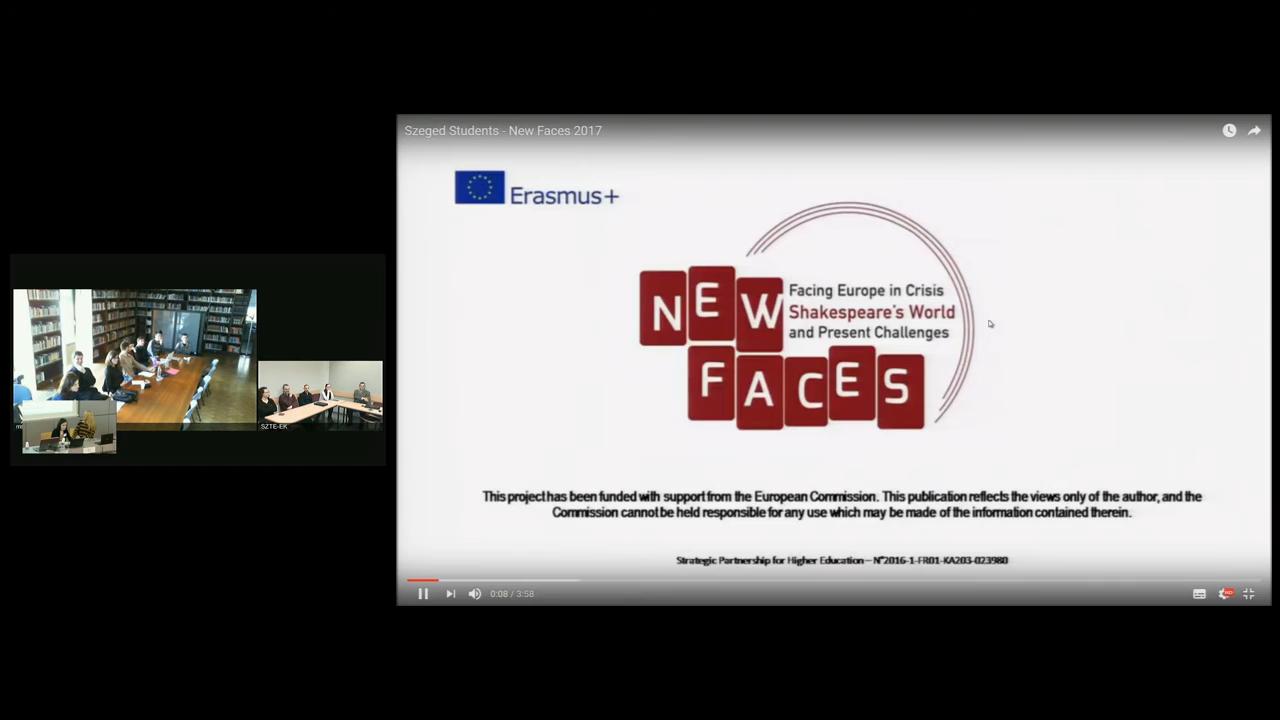 Szeged Students - New Faces 2017
Erasmus+
NEW
Facing Europe in Crisis
Shakespeare's World
and Present Challenges
FACES
This project has been funded with support from the European Commission. This publication reflects the views only of the author, and the
Commission cannot be held responsible for any use which may be made of the information contained therein.
Strategic Partnership for Higher Education – N°2016-1-FR01-KA203-023980
0:08 / 3:58
HD
SZTE-EK